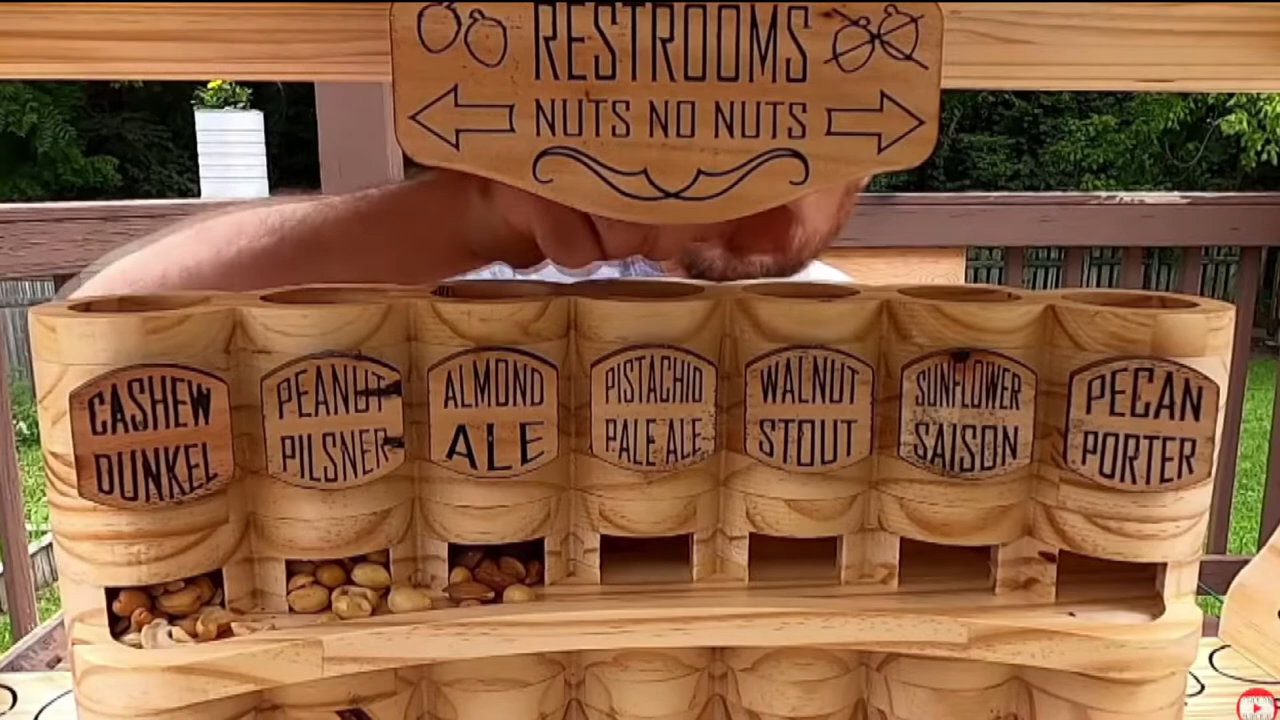 RESTROOMS
NUTS NO NUTS
CASHEW
DUNKEL
PEANUT
PILSNER
ALMOND
ALE
PISTACHIO
PALE ALE
WALNUT
STOUT
SUNFLOWER
SAISON
PECAN
PORTER